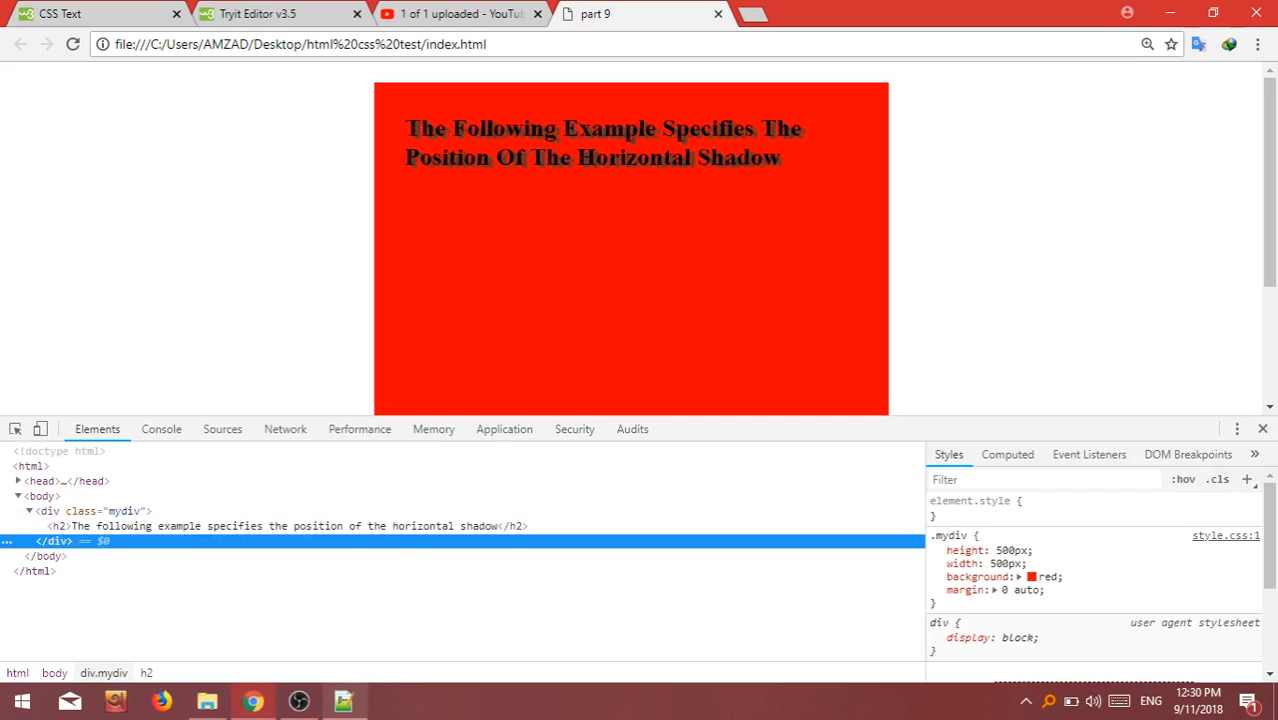 CSS Text
Tryit Editor v3.5
1 of 1 uploaded - YouTu
part 9
file:///C:/Users/AMZAD/Desktop/html%20css%20test/index.html
The Following Example Specifies The
Position Of The Horizontal Shadow
Elements Console Sources Network Performance Memory Application Security Audits
<!doctype html>
<html>
<head>…</head>
<body>
<div class="mydiv">
<h2>The following example specifies the position of the horizontal shadow</h2>
</div> == $0
</body>
</html>
html body div.mydiv h2
Styles Computed Event Listeners DOM Breakpoints »
Filter :hov .cls +
element.style {
}
.mydiv { style.css:1
height: 500px;
width: 500px;
background: red;
margin: 0 auto;
}
div { user agent stylesheet
display: block;
}
ENG
12:30 PM
9/11/2018
1